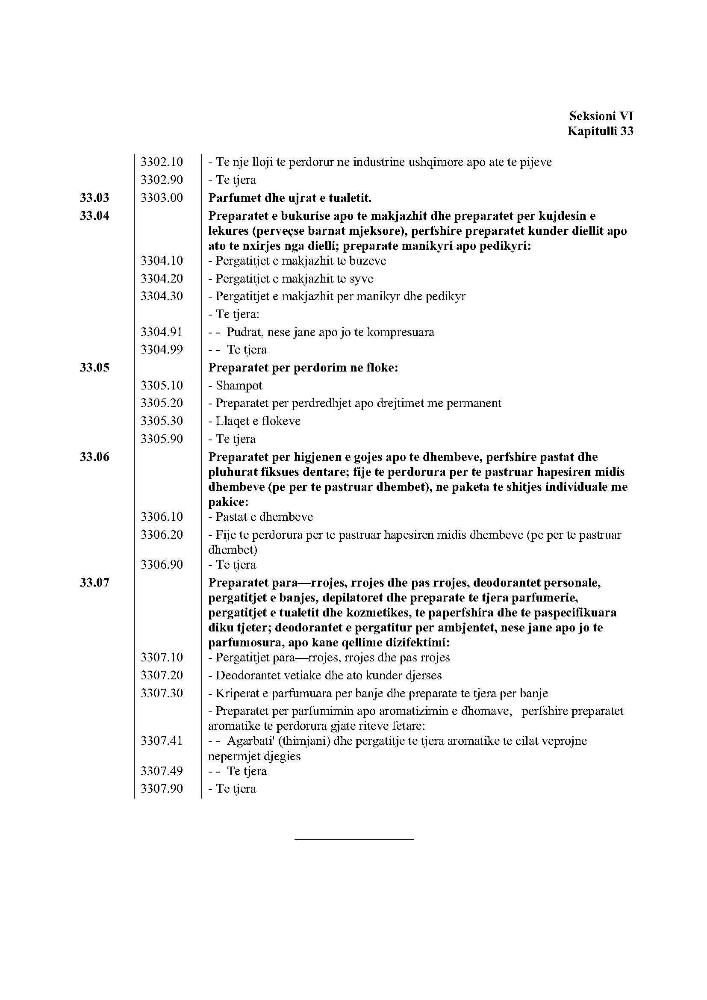 Seksioni VI
Kapitulli 33
3302.10 - Te nje lloji te perdorur ne industrine ushqimore apo ate te pijeve
3302.90 - Te tjera
33.03 3303.00 Parfumet dhe ujrat e tualetit.
33.04 Preparatet e bukurise apo te makjazhit dhe preparatet per kujdesin e
lekures (perveçse barnat mjeksore), perfshire preparatet kunder diellit apo
ato te nxirjes nga dielli; preparate manikyri apo pedikyri:
3304.10 - Pergatitjet e makjazhit te buzeve
3304.20 - Pergatitjet e makjazhit te syve
3304.30 - Pergatitjet e makjazhit per manikyr dhe pedikyr
- Te tjera:
3304.91 - -  Pudrat, nese jane apo jo te kompresuara
3304.99 - -  Te tjera
33.05 Preparatet per perdorim ne floke:
3305.10 - Shampot
3305.20 - Preparatet per perdredhjet apo drejtimet me permanent
3305.30 - Llaqet e flokeve
3305.90 - Te tjera
33.06 Preparatet per higjenen e gojes apo te dhembeve, perfshire pastat dhe
pluhurat fiksues dentare; fije te perdorura per te pastruar hapesiren midis
dhembeve (pe per te pastruar dhembet), ne paketa te shitjes individuale me
pakice:
3306.10 - Pastat e dhembeve
3306.20 - Fije te perdorura per te pastruar hapesiren midis dhembeve (pe per te pastruar
dhembet)
3306.90 - Te tjera
33.07 Preparatet para—rrojes, rrojes dhe pas rrojes, deodorantet personale,
pergatitjet e banjes, depilatoret dhe preparate te tjera parfumerie,
pergatitjet e tualetit dhe kozmetikes, te paperfshira dhe te paspecifikuara
diku tjeter; deodorantet e pergatitur per ambjentet, nese jane apo jo te
parfumosura, apo kane qellime dizifektimi:
3307.10 - Pergatitjet para—rrojes, rrojes dhe pas rrojes
3307.20 - Deodorantet vetiake dhe ato kunder djerses
3307.30 - Kriperat e parfumuara per banje dhe preparate te tjera per banje
- Preparatet per parfumimin apo aromatizimin e dhomave,   perfshire preparatet
aromatike te perdorura gjate riteve fetare:
3307.41 - -  Agarbati' (thimjani) dhe pergatitje te tjera aromatike te cilat veprojne
nepermjet djegies
3307.49 - -  Te tjera
3307.90 - Te tjera